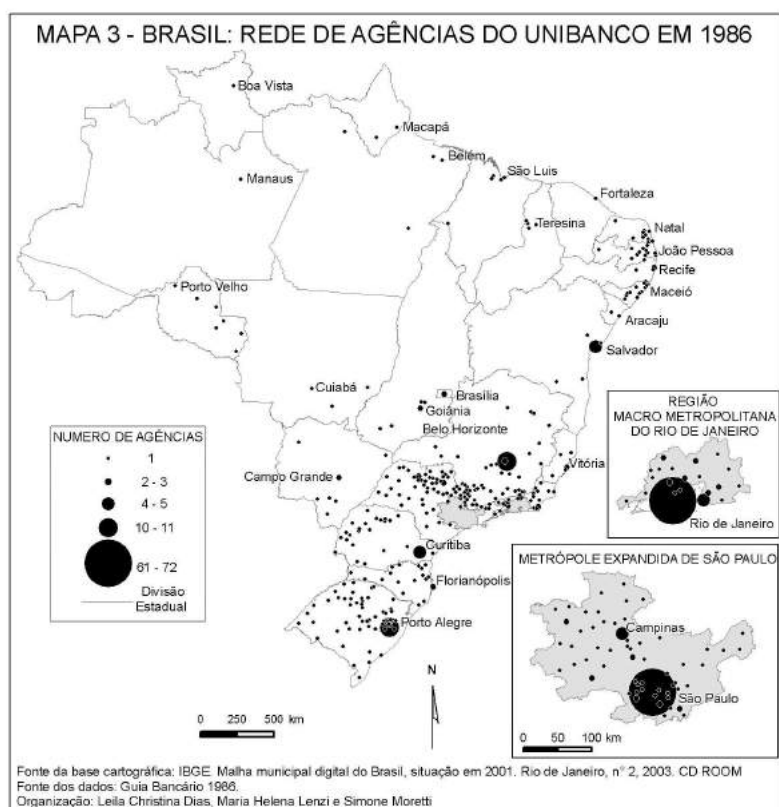 MAPA 3 - BRASIL: REDE DE AGÊNCIAS DO UNIBANCO EM 1986
Boa Vista
Macapá
Belém
São Luis
Manaus
Fortaleza
Teresina
Natal
João Pessoa
Recife
Porto Velho
Maceió
Aracaju
Salvador
Cuiabá
Brasília
Goiânia
Belo Horizonte
Vitória
Campo Grande
Curitiba
Florianópolis
Porto Alegre
NUMERO DE AGÊNCIAS
1
2 - 3
4 - 5
10 - 11
61 - 72
Divisão
Estadual
REGIÃO
MACRO METROPOLITANA
DO RIO DE JANEIRO
Rio de Janeiro
METRÓPOLE EXPANDIDA DE SÃO PAULO
Campinas
São Paulo
0 50 100 km
N
0 250 500 km
Fonte da base cartográfica: IBGE. Malha municipal digital do Brasil, situação em 2001. Rio de Janeiro, n° 2, 2003. CD ROOM
Fonte dos dados: Guia Bancário 1986.
Organização: Leila Christina Dias, Maria Helena Lenzi e Simone Moretti